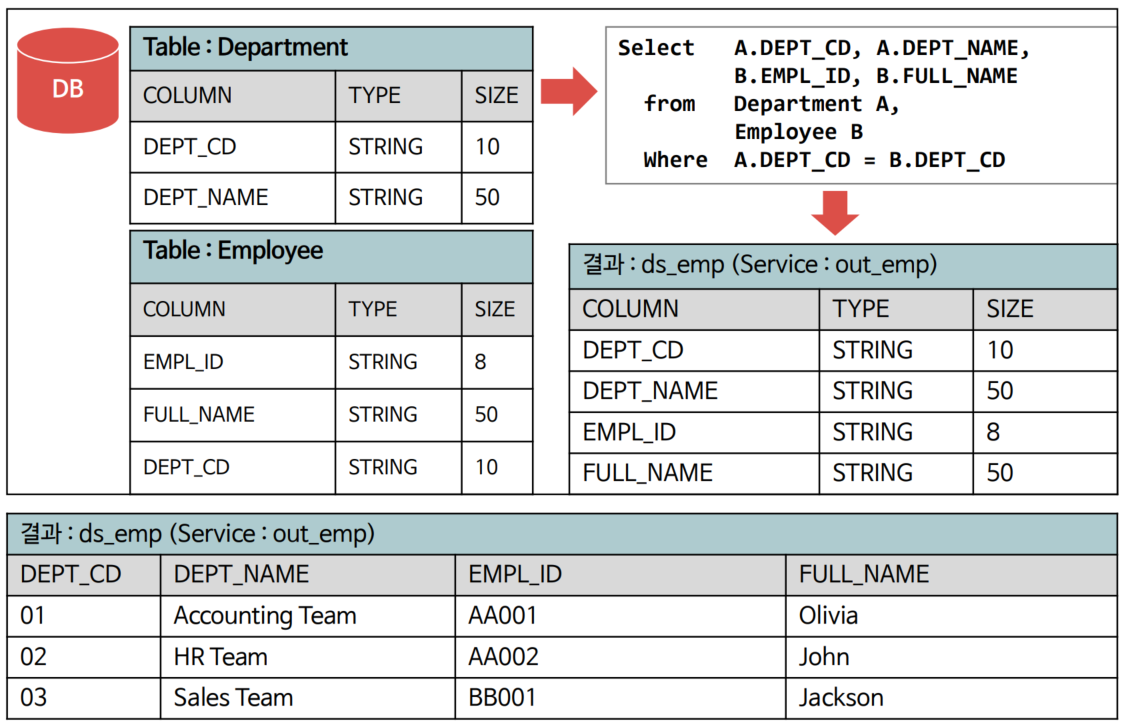 DB
Table : Department
COLUMN TYPE SIZE
DEPT_CD STRING 10
DEPT_NAME STRING 50
Table : Employee
COLUMN TYPE SIZE
EMPL_ID STRING 8
FULL_NAME STRING 50
DEPT_CD STRING 10
Select A.DEPT_CD, A.DEPT_NAME,
B.EMPL_ID, B.FULL_NAME
from Department A,
Employee B
Where A.DEPT_CD = B.DEPT_CD
결과 : ds_emp (Service : out_emp)
COLUMN TYPE SIZE
DEPT_CD STRING 10
DEPT_NAME STRING 50
EMPL_ID STRING 8
FULL_NAME STRING 50
결과 : ds_emp (Service : out_emp)
DEPT_CD DEPT_NAME EMPL_ID FULL_NAME
01 Accounting Team AA001 Olivia
02 HR Team AA002 John
03 Sales Team BB001 Jackson